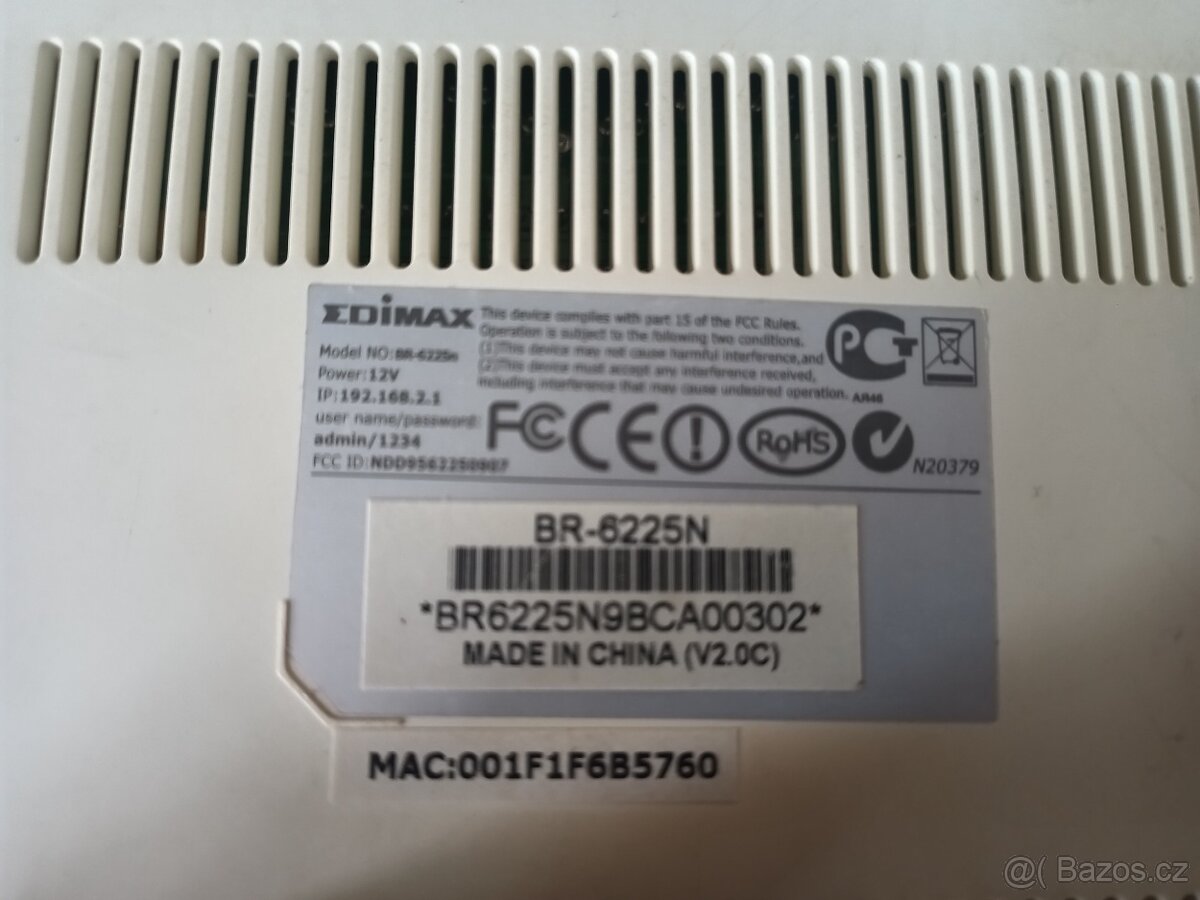 EDIMAX
Model NO:BR-6225n
Power:12V
IP:192.168.2.1
user name/password:
admin/1234
FCC ID:NDD9562250907
This device complies with part 15 of the FCC Rules.
Operation is subject to the following two conditions.
(1)This device may not cause harmful interference,and
(2)This device must accept any interference received,
including interference that may cause undesired operation.
PCT
AR46
FCC CE RoHS
N20379
BR-6225N
*BR6225N9BCA00302*
MADE IN CHINA (V2.0C)
MAC:001F1F6B5760
@( Bazos.cz